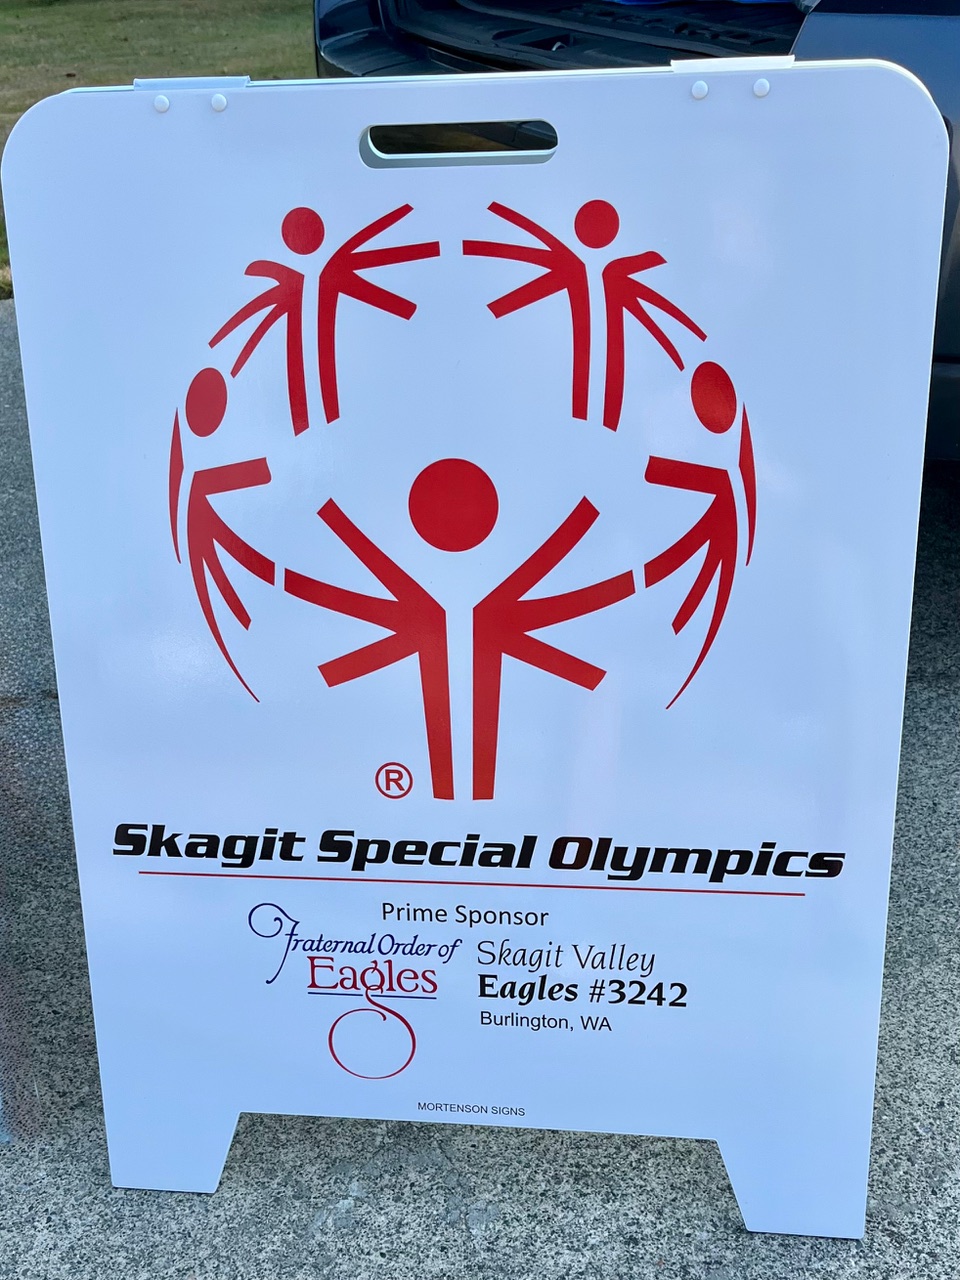 ®
Skagit Special Olympics
Prime Sponsor
Fraternal Order of
Eagles
Skagit Valley
Eagles #3242
Burlington, WA
MORTENSON SIGNS